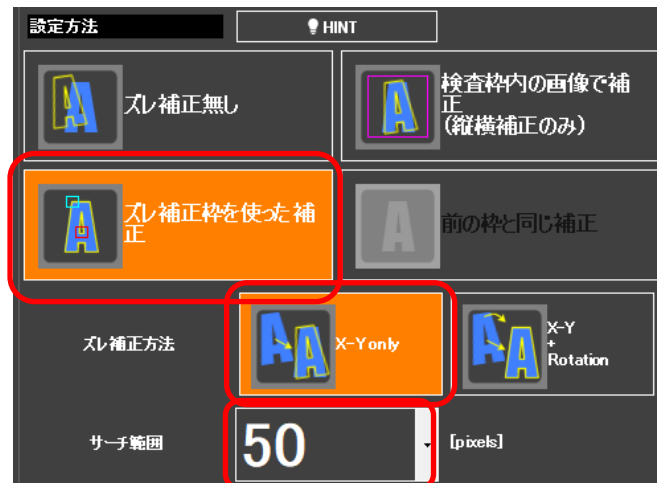 設定方法
HINT
ズレ補正無し
検査枠内の画像で補
正
(縦横補正のみ)
ズレ補正枠を使った補
正
前の枠と同じ補正
ズレ補正方法
X-Y only
X-Y
+
Rotation
サーチ範囲
50
[pixels]